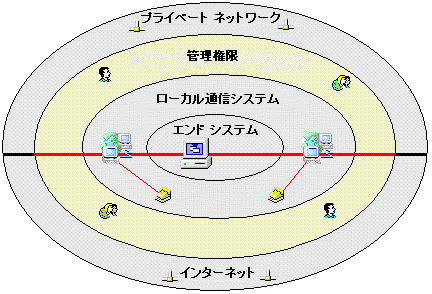 プライベート ネットワーク
管理権限
ローカル通信システム
エンド システム
インターネット